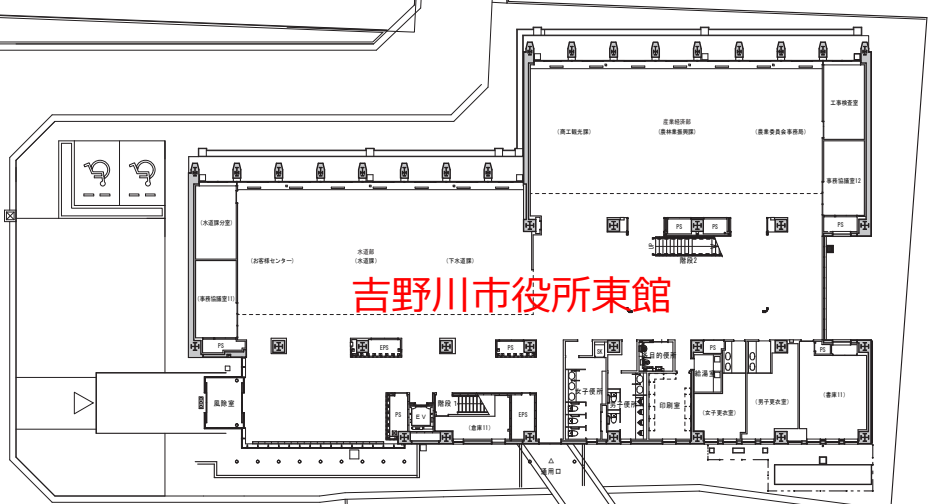 工事検査室
産業経済部
(商工観光課)
(農林業振興課)
(農業委員会事務局)
事務協議室12
PS
PS
PS
UP
階段2
(水道課分室)
水道部
(お客様センター)
(水道課)
(下水道課)
(事務協議室11)
吉野川市役所東館
PS
EPS
PS
SK
多目的便所
PS
PS
給湯室
風除室
女子便所
男子便所
印刷室
(女子更衣室)
(男子更衣室)
(書庫11)
PS
EV
階段 1
(倉庫11)
EPS
通用口